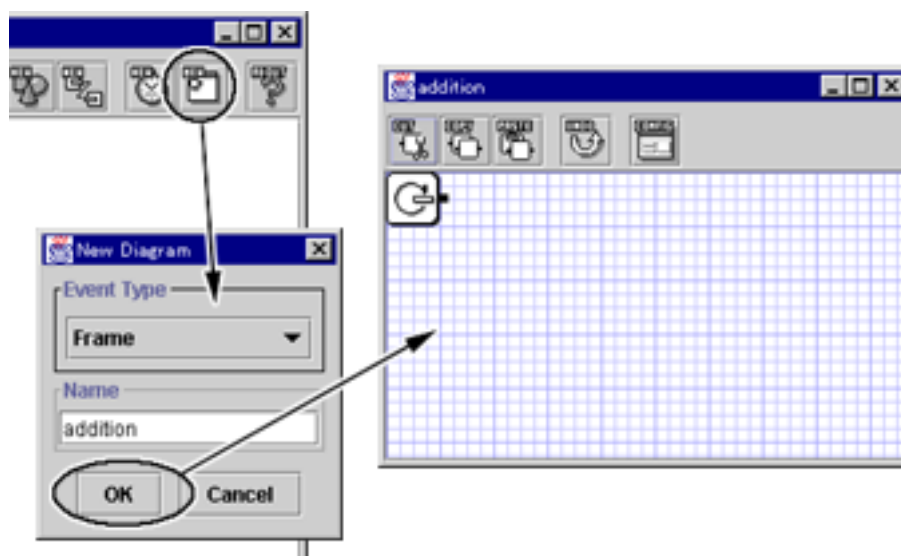 addition
New Diagram
Event Type
Frame
Name
addition
OK
Cancel